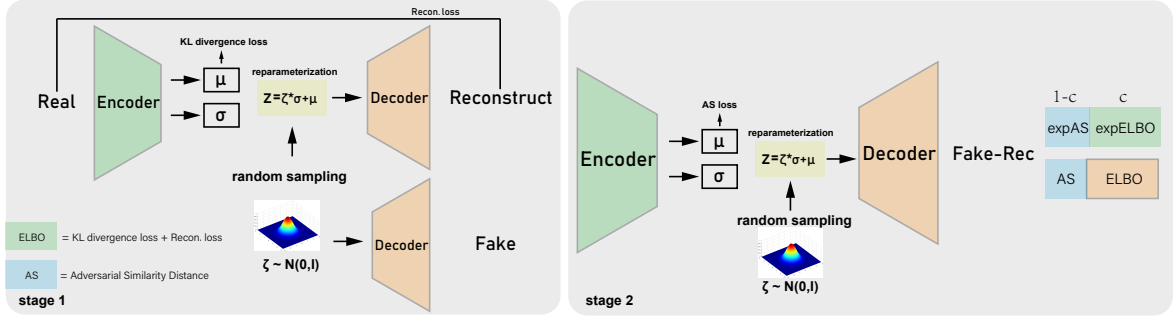 Recon. loss
KL divergence loss
Real
Encoder
μ
σ
reparameterization
Z=ζ*σ+μ
Decoder
Reconstruct
random sampling
ζ ~ N(0,I)
Decoder
Fake
ELBO = KL divergence loss + Recon. loss
AS = Adversarial Similarity Distance
stage 1
Encoder
AS loss
μ
σ
reparameterization
Z=ζ*σ+μ
random sampling
ζ ~ N(0,I)
Decoder
Fake-Rec
1-c c
expAS expELBO
AS ELBO
stage 2